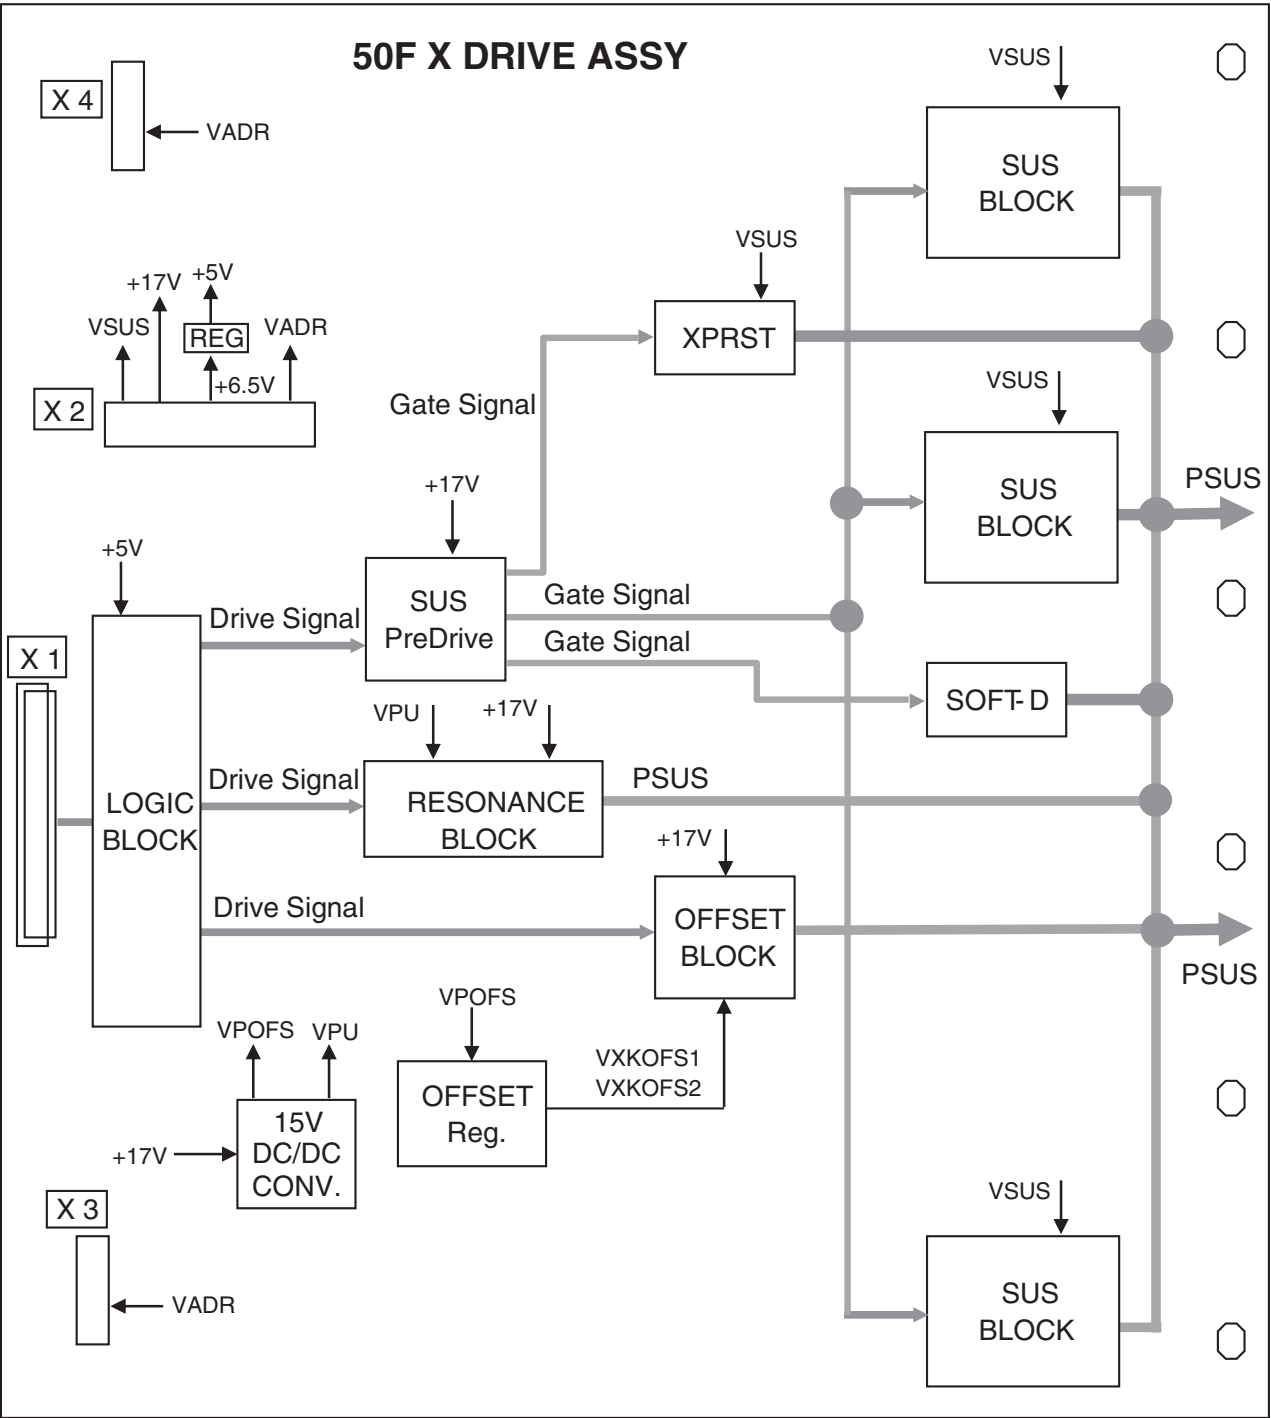 50F X DRIVE ASSY
VSUS
X 4
VADR
SUS
BLOCK
VSUS
+17V
+5V
VSUS
REG
VADR
XPRST
+6.5V
VSUS
X 2
Gate Signal
+17V
SUS
BLOCK
PSUS
+5V
SUS
PreDrive
Drive Signal
Gate Signal
Gate Signal
X 1
SOFT-D
VPU
+17V
Drive Signal
PSUS
LOGIC
BLOCK
RESONANCE
BLOCK
+17V
Drive Signal
OFFSET
BLOCK
PSUS
VPOFS
VPOFS
VPU
VXKOFS1
VXKOFS2
OFFSET
Reg.
15V
DC/DC
CONV.
+17V
X 3
VSUS
VADR
SUS
BLOCK